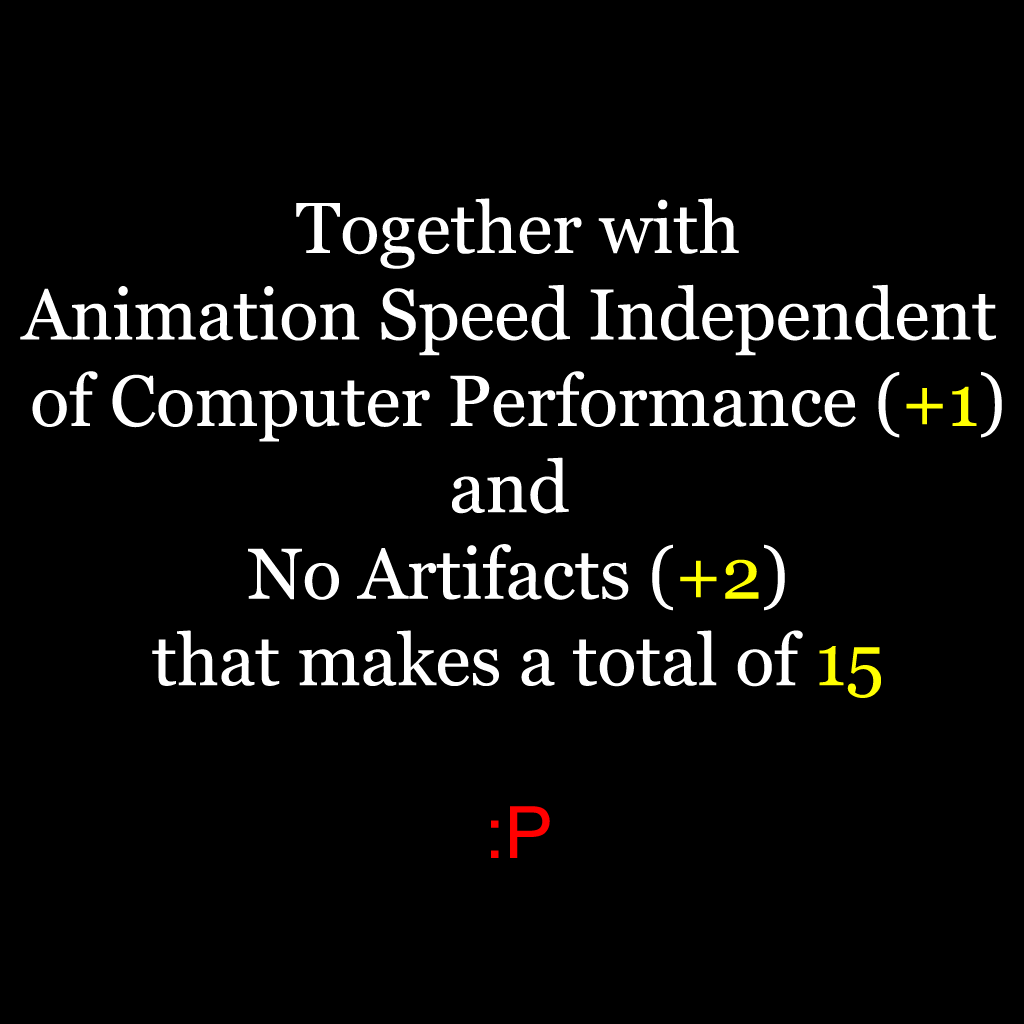 Together with
Animation Speed Independent
of Computer Performance (+1)
and
No Artifacts (+2)
that makes a total of 15
:P